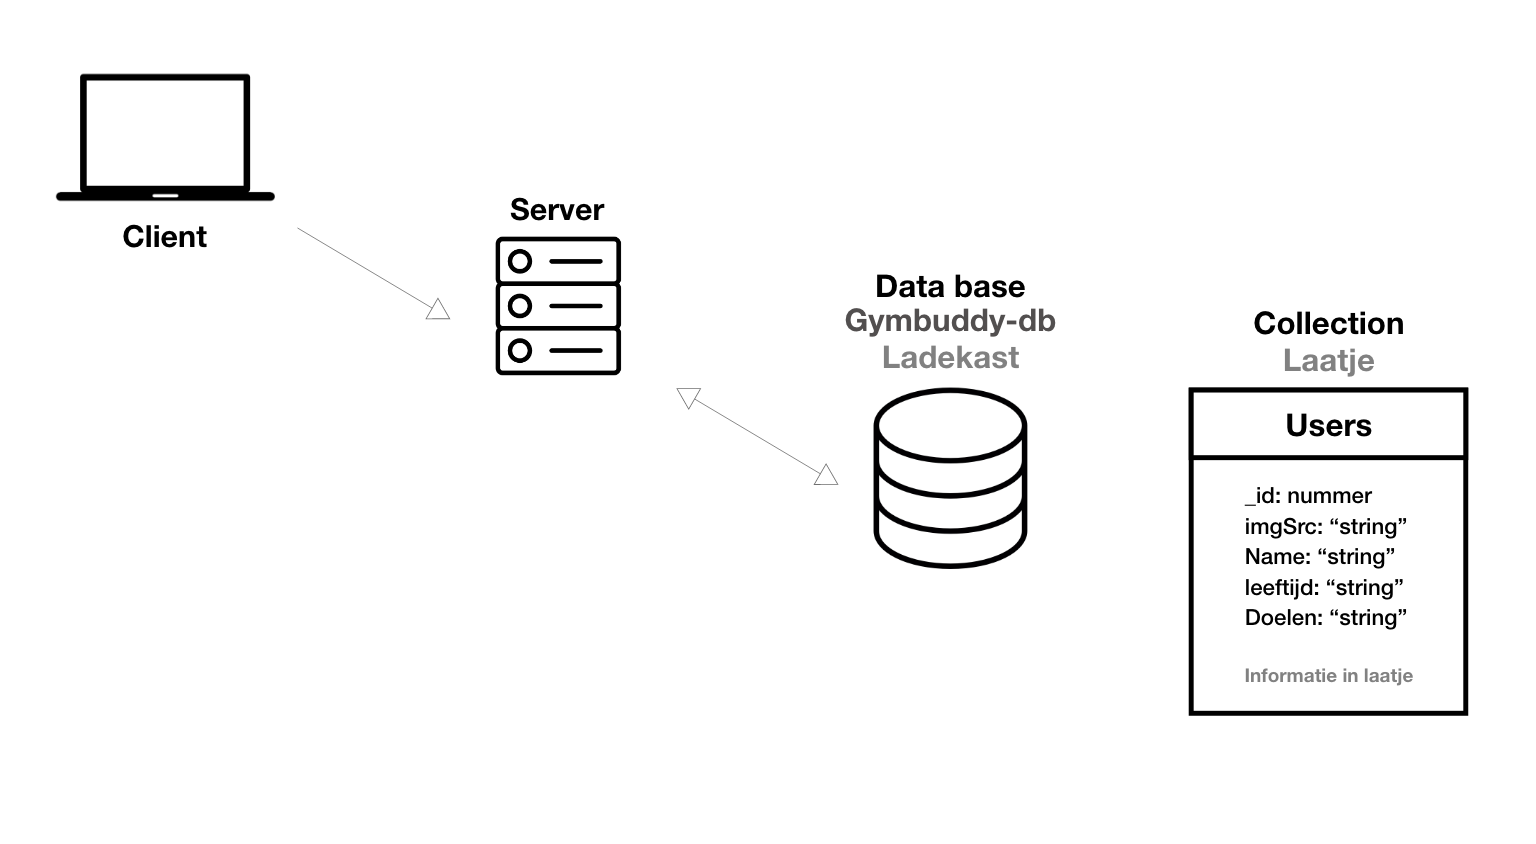 Client
Server
Data base
Gymbuddy-db
Ladekast
Collection
Laatje
Users
_id: nummer
imgSrc: “string”
Name: “string”
leeftijd: “string”
Doelen: “string”
Informatie in laatje